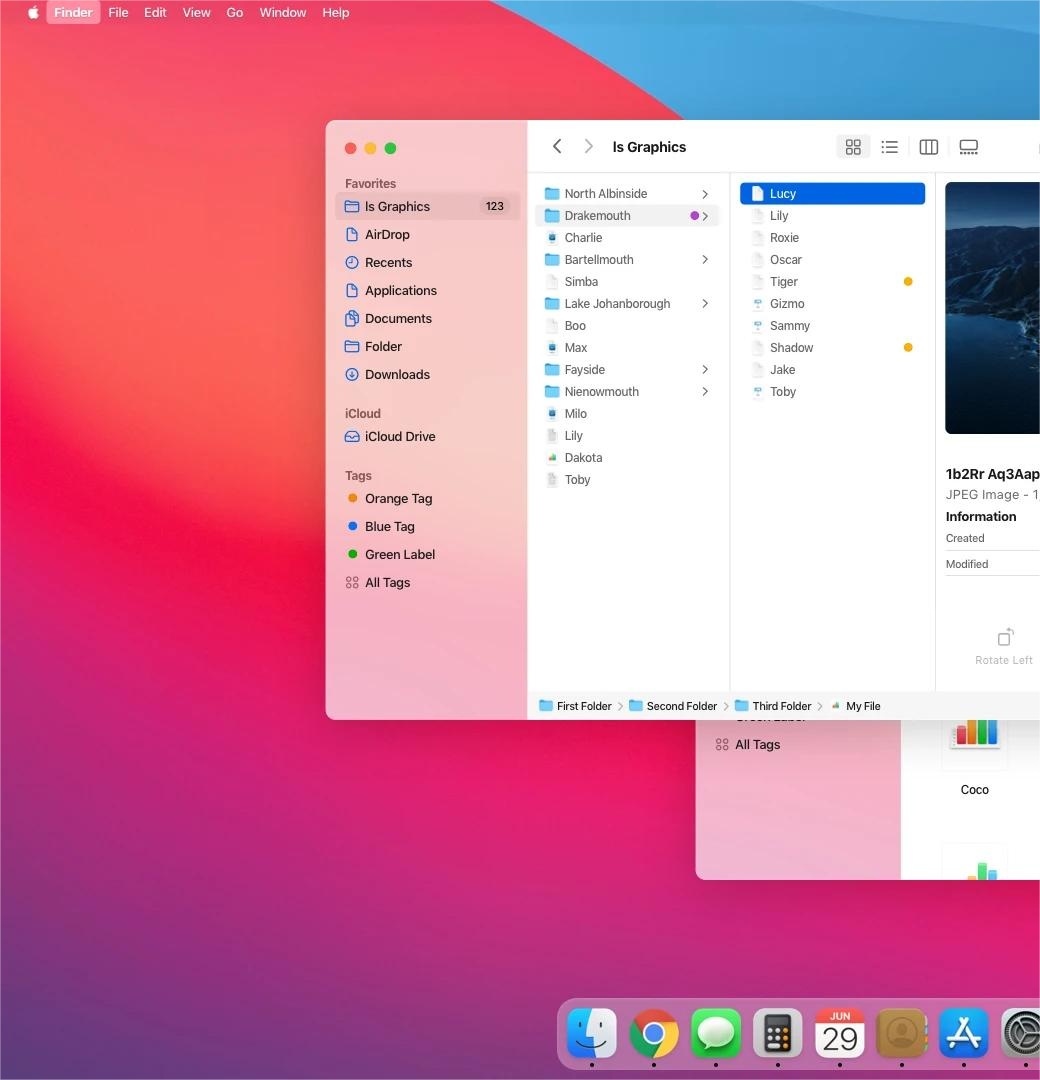 Finder File Edit View Go Window Help
Is Graphics
Favorites
Is Graphics 123
AirDrop
Recents
Applications
Documents
Folder
Downloads
iCloud
iCloud Drive
Tags
Orange Tag
Blue Tag
Green Label
All Tags
North Albinside
Drakemouth
Charlie
Bartellmouth
Simba
Lake Johanborough
Boo
Max
Fayside
Nienowmouth
Milo
Lily
Dakota
Toby
Lucy
Lily
Roxie
Oscar
Tiger
Gizmo
Sammy
Shadow
Jake
Toby
1b2Rr Aq3Aap
JPEG Image - 1
Information
Created
Modified
Rotate Left
First Folder Second Folder Third Folder My File
Green Label
All Tags
Coco
JUN
29